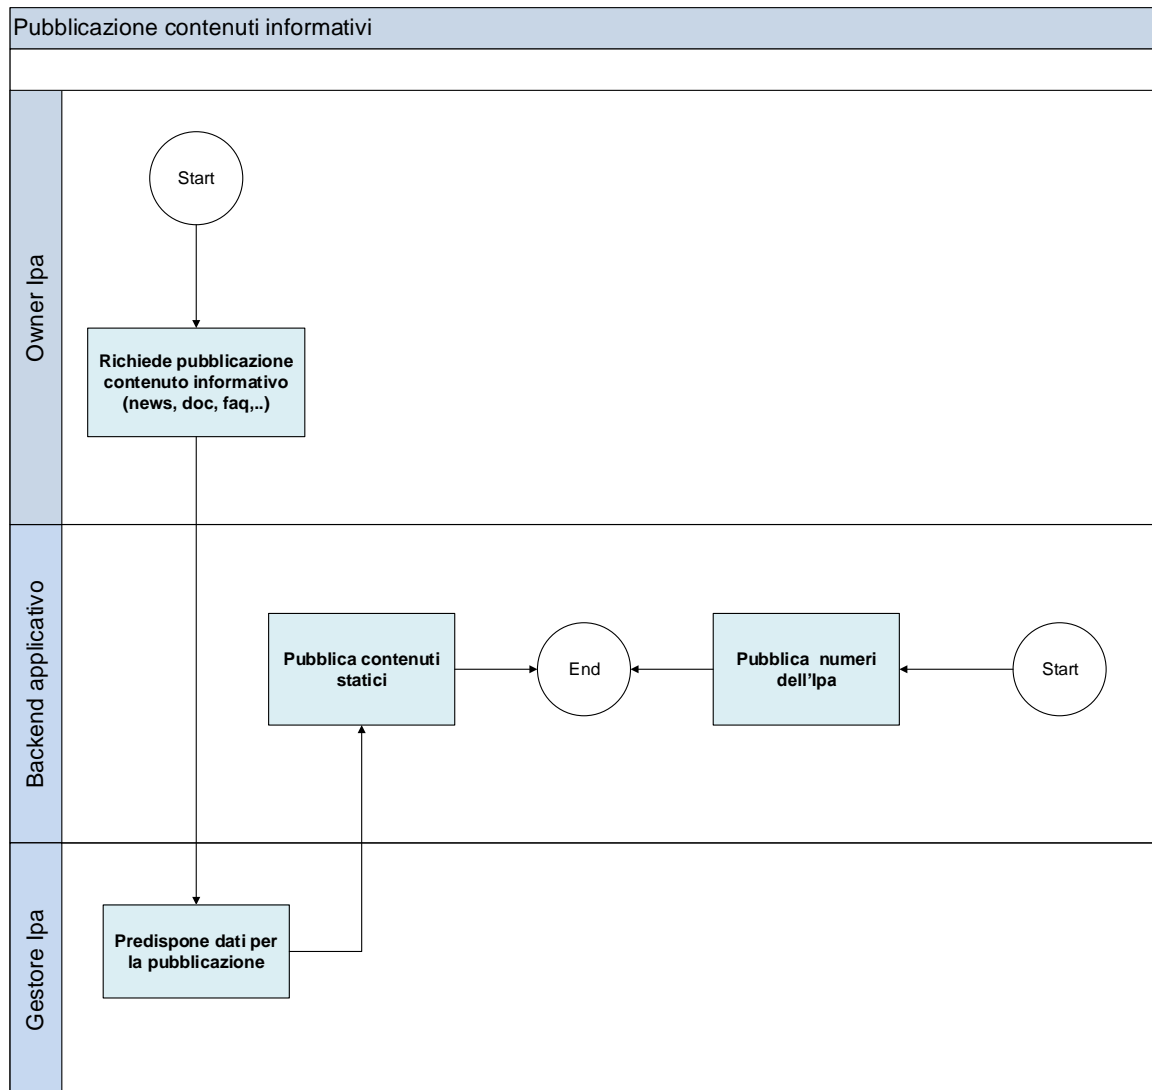 Pubblicazione contenuti informativi
Owner Ipa
Start
Richiede pubblicazione
contenuto informativo
(news, doc, faq,..)
Backend applicativo
Pubblica contenuti
statici
End
Pubblica  numeri
dell'Ipa
Start
Gestore Ipa
Predispone dati per
la pubblicazione